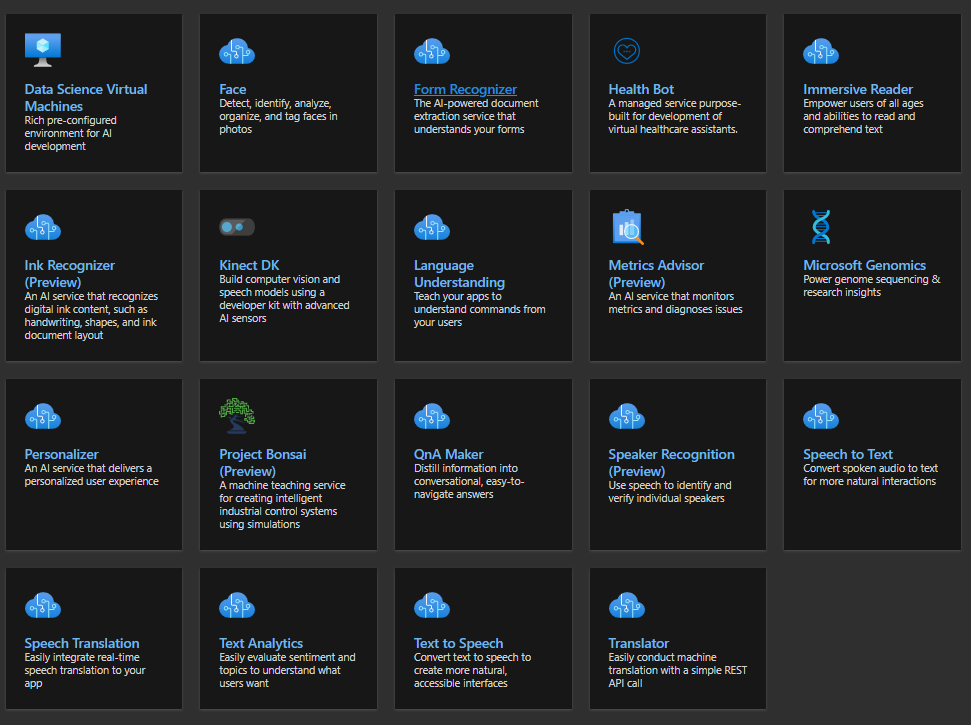 Data Science Virtual
Machines
Rich pre-configured
environment for AI
development
Face
Detect, identify, analyze,
organize, and tag faces in
photos
Form Recognizer
The AI-powered document
extraction service that
understands your forms
Health Bot
A managed service purpose-
built for development of
virtual healthcare assistants.
Immersive Reader
Empower users of all ages
and abilities to read and
comprehend text
Ink Recognizer
(Preview)
An AI service that recognizes
digital ink content, such as
handwriting, shapes, and ink
document layout
Kinect DK
Build computer vision and
speech models using a
developer kit with advanced
AI sensors
Language
Understanding
Teach your apps to
understand commands from
your users
Metrics Advisor
(Preview)
An AI service that monitors
metrics and diagnoses issues
Microsoft Genomics
Power genome sequencing &
research insights
Personalizer
An AI service that delivers a
personalized user experience
Project Bonsai
(Preview)
A machine teaching service
for creating intelligent
industrial control systems
using simulations
QnA Maker
Distill information into
conversational, easy-to-
navigate answers
Speaker Recognition
(Preview)
Use speech to identify and
verify individual speakers
Speech to Text
Convert spoken audio to text
for more natural interactions
Speech Translation
Easily integrate real-time
speech translation to your
app
Text Analytics
Easily evaluate sentiment and
topics to understand what
users want
Text to Speech
Convert text to speech to
create more natural,
accessible interfaces
Translator
Easily conduct machine
translation with a simple REST
API call